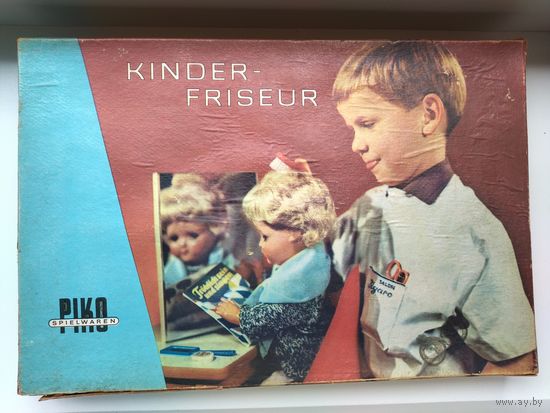 KINDER-
FRISEUR
SALON
Figaro
PIKO
SPIELWAREN
www.ay.by